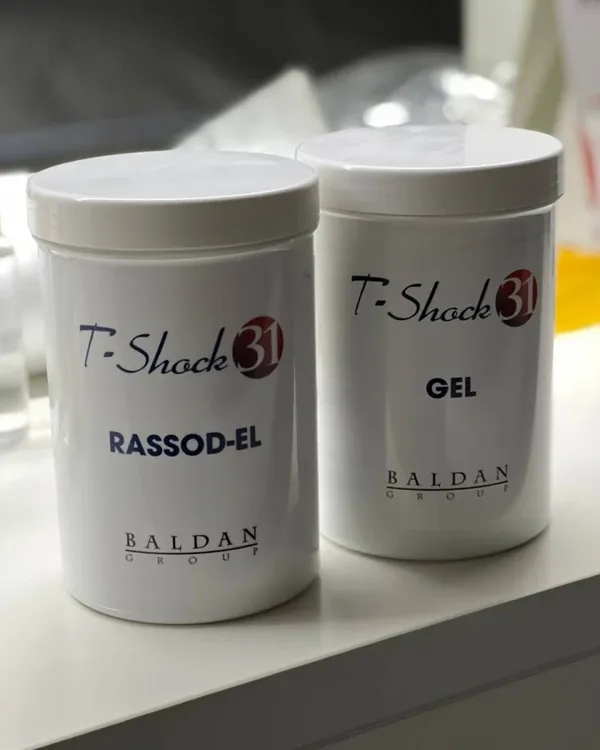 T-Shock 31
RASSOD-EL
BALDAN
GROUP
T-Shock 31
GEL
BALDAN
GROUP